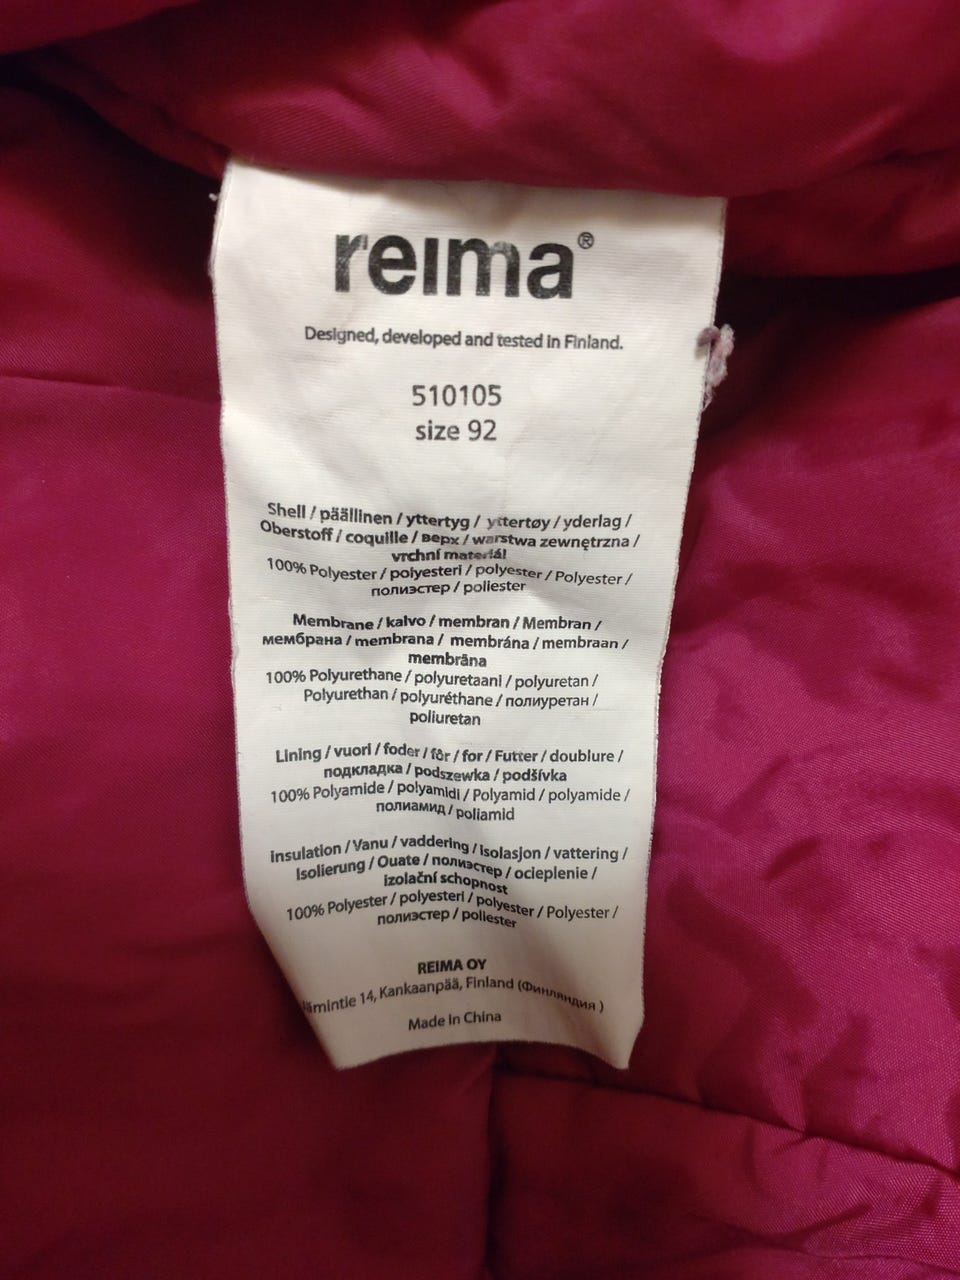 reima®
Designed, developed and tested in Finland.
510105
size 92
Shell / päällinen / yttertyg / yttertøy / yderlag /
Oberstoff / coquille / верх / warstwa zewnętrzna /
vrchní materiál
100% Polyester / polyesteri / polyester / Polyester /
полиэстер / poliester
Membrane / kalvo / membran / Membran /
мембрана / membrana / membrána / membraan /
membrāna
100% Polyurethane / polyuretaani / polyuretan /
Polyurethan / polyuréthane / полиуретан /
poliuretan
Lining / vuori / foder / fôr / for / Futter / doublure /
подкладка / podszewka / podšívka
100% Polyamide / polyamidi / Polyamid / polyamide /
полиамид / poliamid
Insulation / Vanu / vaddering / Isolasjon / vattering /
Isolierung / Ouate / полиэстер / ocieplenie /
izolační schopnost
100% Polyester / polyesteri / polyester / Polyester /
полиэстер / poliester
REIMA OY
14, Kankaanpää, Finland (Финляндия )
Made in China